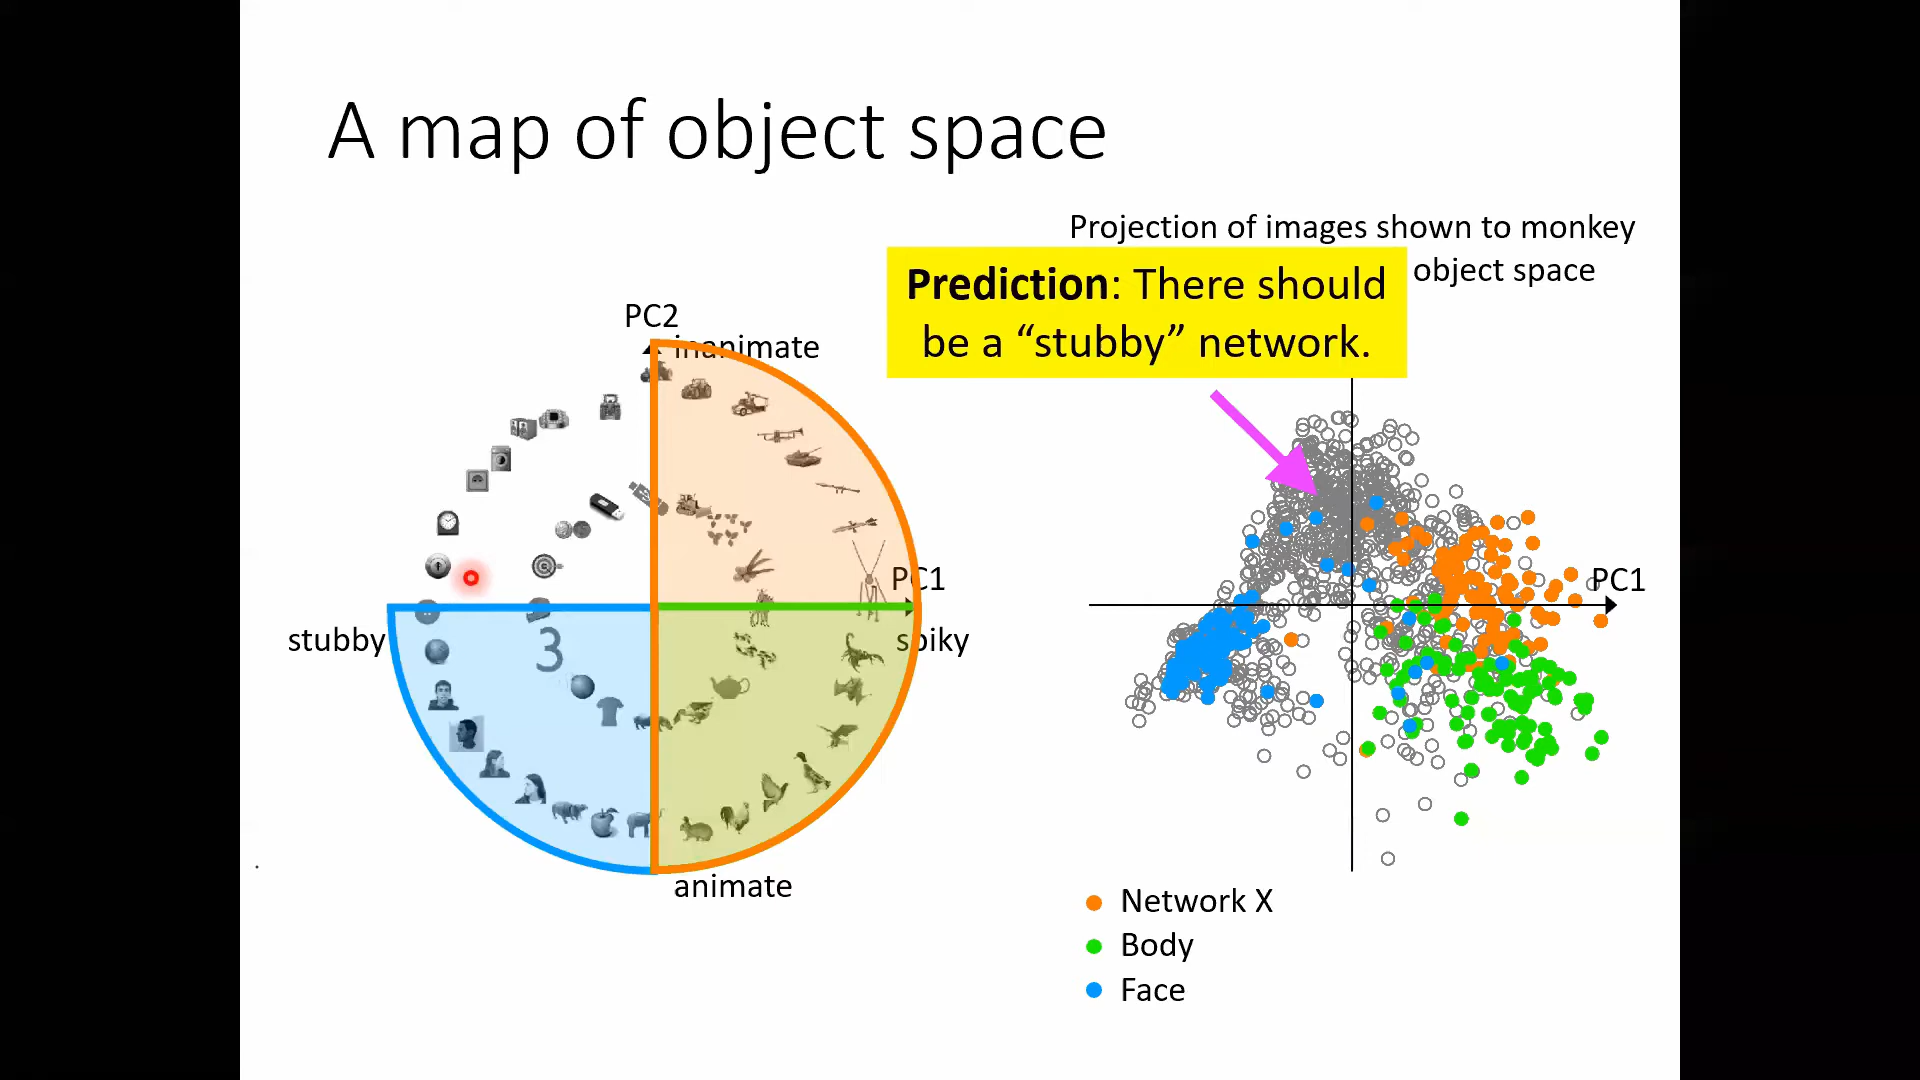 A map of object space
Projection of images shown to monkey
object space
Prediction: There should
be a “stubby” network.
PC2
inanimate
PC1
stubby
spiky
3
animate
PC1
Network X
Body
Face